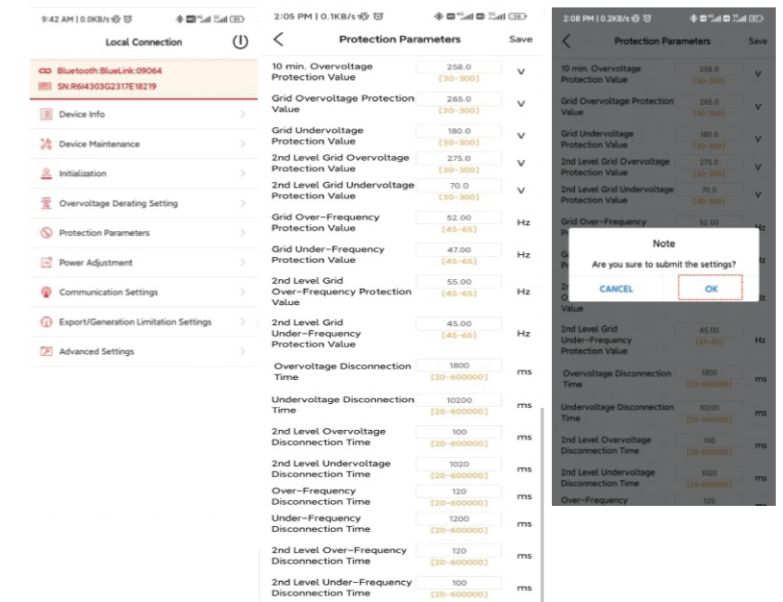 9:42 AM | 0.0KB/s
Local Connection
Bluetooth:BlueLink:09064
SN:R6I4303G2317E18219
Device Info
Device Maintenance
Initialization
Overvoltage Derating Setting
Protection Parameters
Power Adjustment
Communication Settings
Export/Generation Limitation Settings
Advanced Settings
2:05 PM | 0.1KB/s
Protection Parameters Save
10 min. Overvoltage
Protection Value
258.0
[30-300]
V
Grid Overvoltage Protection
Value
265.0
[30-300]
V
Grid Undervoltage
Protection Value
180.0
[30-300]
V
2nd Level Grid Overvoltage
Protection Value
275.0
[30-300]
V
2nd Level Grid Undervoltage
Protection Value
70.0
[30-300]
V
Grid Over-Frequency
Protection Value
52.00
[45-65]
Hz
Grid Under-Frequency
Protection Value
47.00
[45-65]
Hz
2nd Level Grid
Over-Frequency Protection
Value
55.00
[45-65]
Hz
2nd Level Grid
Under-Frequency
Protection Value
45.00
[45-65]
Hz
Overvoltage Disconnection
Time
1800
[20-600000]
ms
Undervoltage Disconnection
Time
10200
[20-600000]
ms
2nd Level Overvoltage
Disconnection Time
100
[20-600000]
ms
2nd Level Undervoltage
Disconnection Time
1020
[20-600000]
ms
Over-Frequency
Disconnection Time
120
[20-600000]
ms
Under-Frequency
Disconnection Time
1200
[20-600000]
ms
2nd Level Over-Frequency
Disconnection Time
120
[20-600000]
ms
2nd Level Under-Frequency
Disconnection Time
100
[20-600000]
ms
2:08 PM | 0.2KB/s
Protection Parameters Save
10 min. Overvoltage
Protection Value
258.0
[30-300]
V
Grid Overvoltage Protection
Value
265.0
[30-300]
V
Grid Undervoltage
Protection Value
180.0
[30-300]
V
2nd Level Grid Overvoltage
Protection Value
275.0
[30-300]
V
2nd Level Grid Undervoltage
Protection Value
70.0
[30-300]
V
Grid Over-Frequency
52.00
Hz
Note
Are you sure to submit the settings?
CANCEL OK
Value
2nd Level Grid
Under-Frequency
Protection Value
45.00
[45-65]
Hz
Overvoltage Disconnection
Time
1800
[20-600000]
ms
Undervoltage Disconnection
Time
10200
[20-600000]
ms
2nd Level Overvoltage
Disconnection Time
100
[20-600000]
ms
2nd Level Undervoltage
Disconnection Time
1020
[20-600000]
ms
Over-Frequency
120